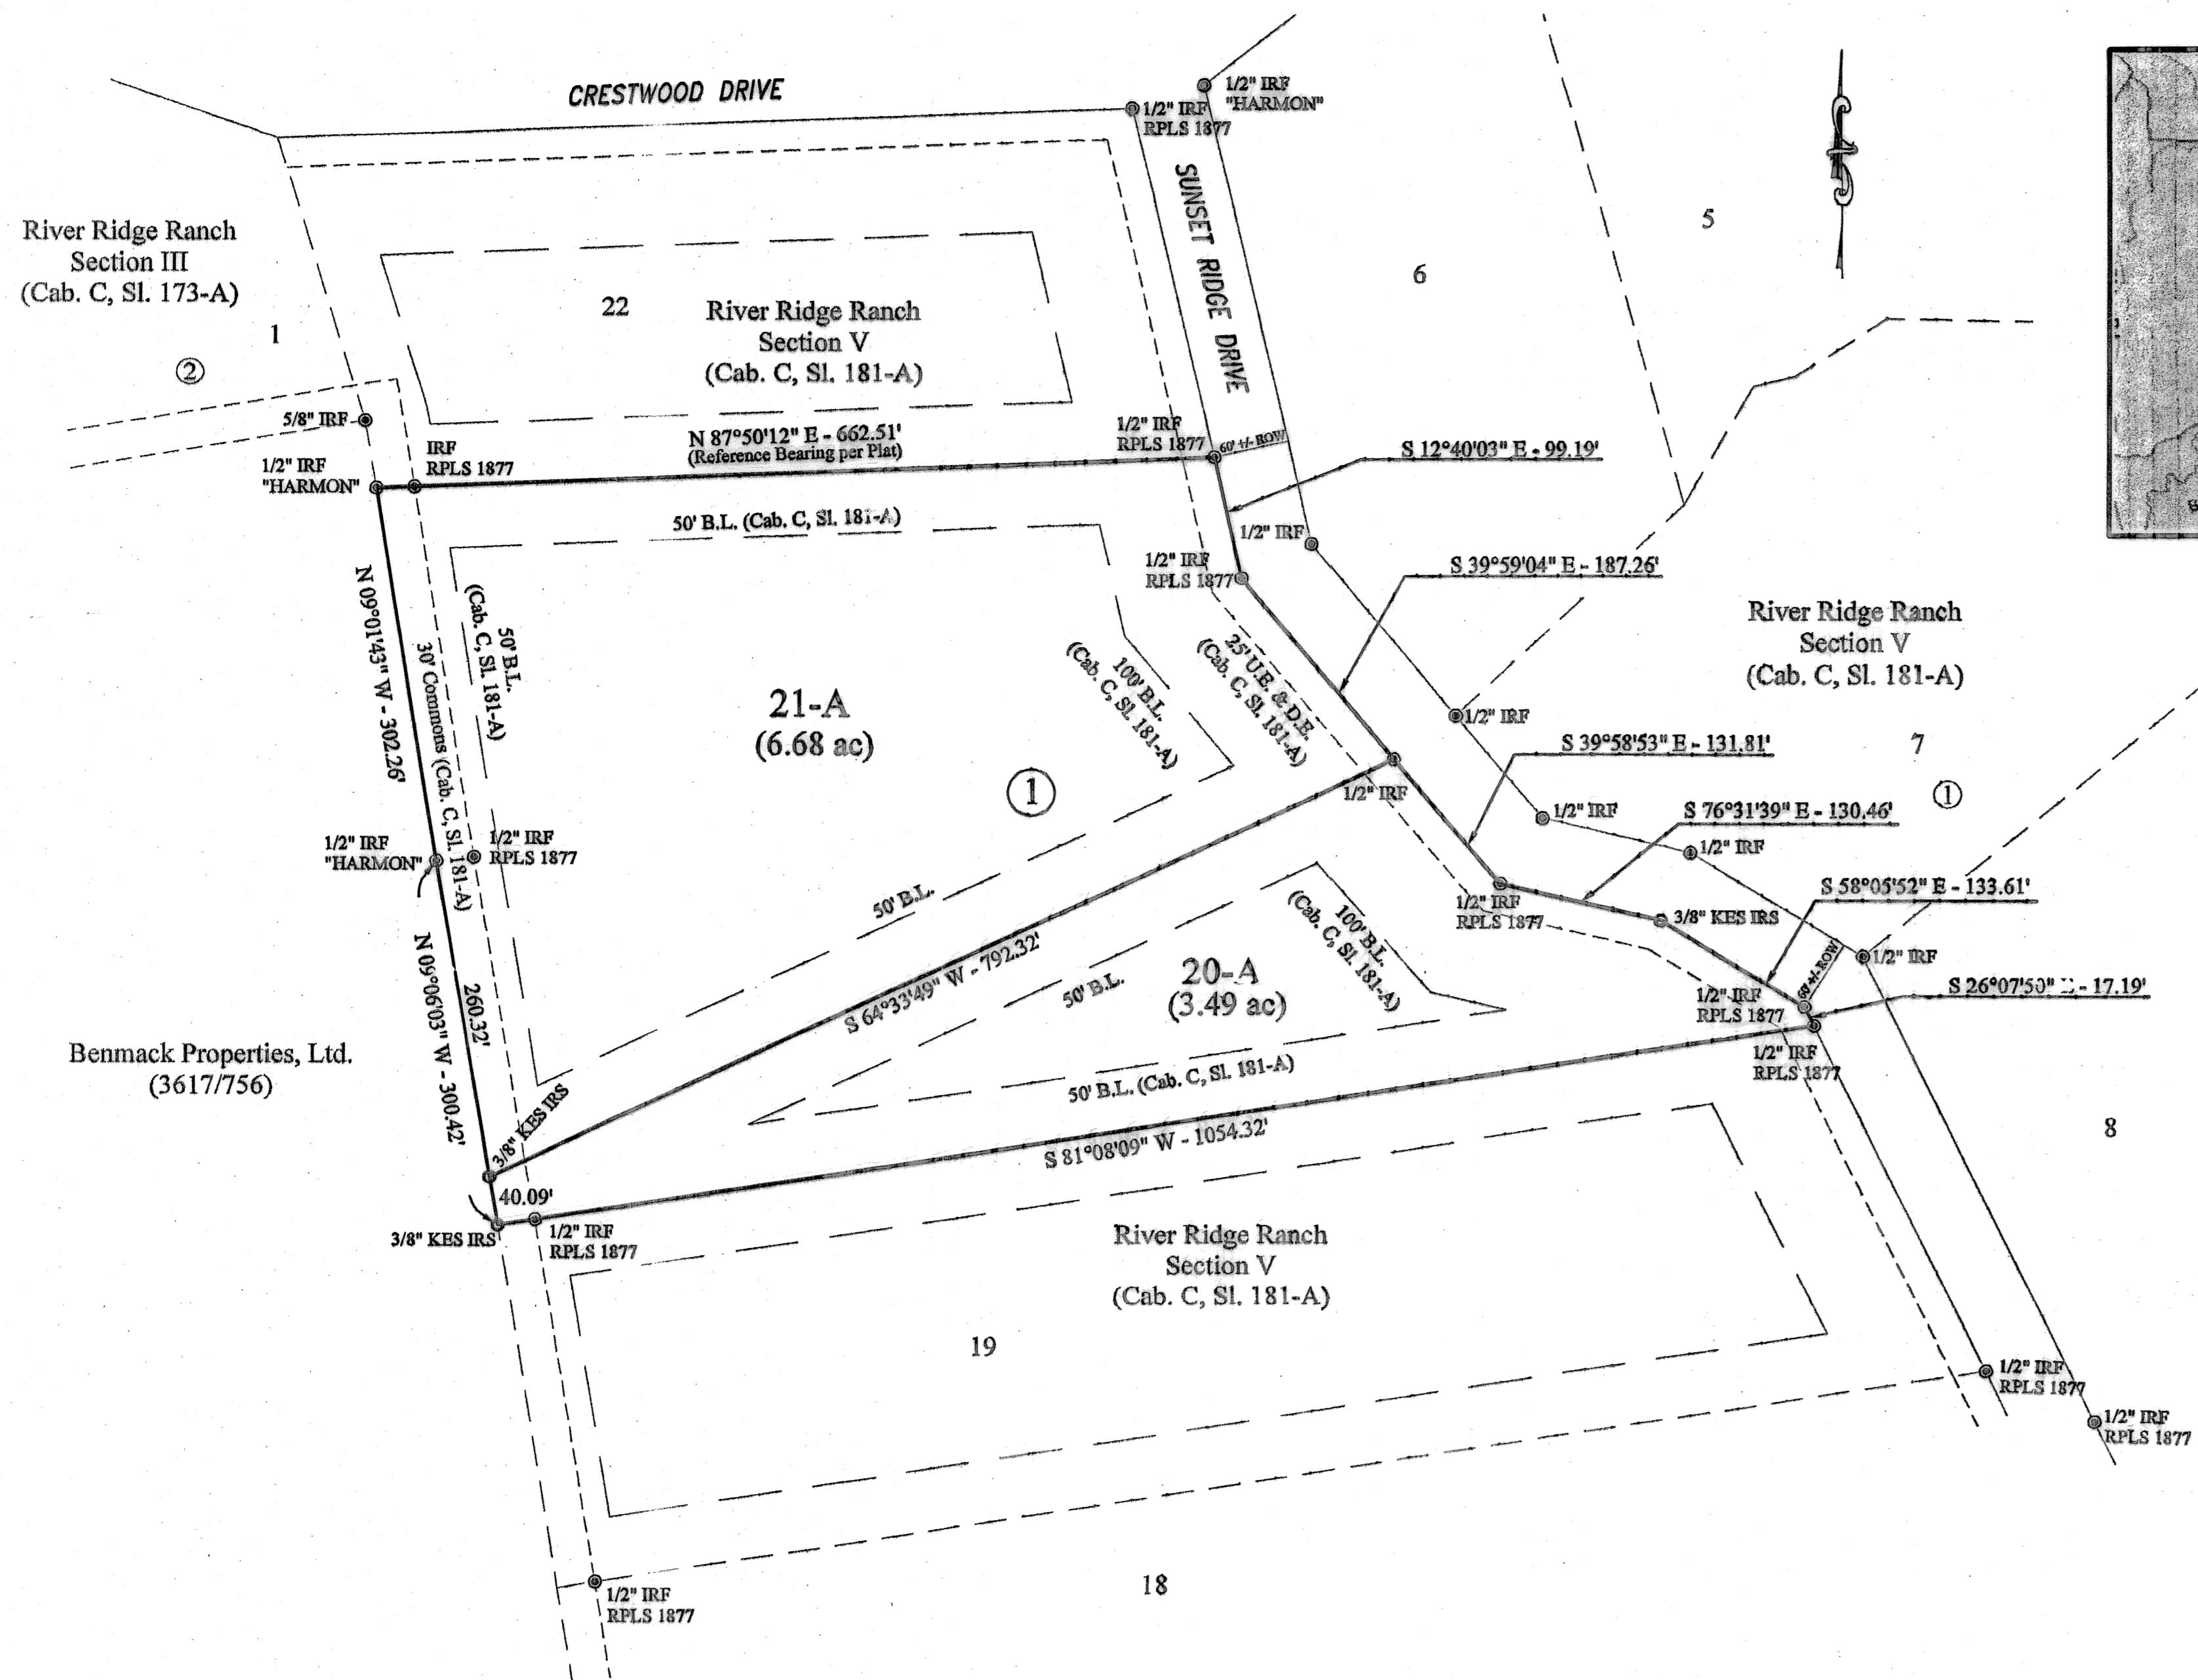 CRESTWOOD DRIVE
1/2" IRF
"HARMON"
1/2" IRF
RPLS 1877
SUNSET RIDGE DRIVE
5
6
River Ridge Ranch
Section III
(Cab. C, Sl. 173-A)
1
2
22
River Ridge Ranch
Section V
(Cab. C, Sl. 181-A)
5/8" IRF
IRF
RPLS 1877
1/2" IRF
"HARMON"
N 87°50'12" E - 662.51'
(Reference Bearing per Plat)
1/2" IRF
RPLS 1877
60' +/- ROW
S 12°40'03" E - 99.19'
50' B.L. (Cab. C, Sl. 181-A)
1/2" IRF
1/2" IRF
RPLS 1877
S 39°59'04" E - 187.26'
N 09°01'43" W - 302.26'
30' Commons (Cab. C, Sl. 181-A)
50' B.L.
(Cab. C, Sl. 181-A)
21-A
(6.68 ac)
100' B.L.
(Cab. C, Sl. 181-A)
25' U.E. & D.E.
(Cab. C, Sl. 181-A)
River Ridge Ranch
Section V
(Cab. C, Sl. 181-A)
1/2" IRF
7
1
S 39°58'53" E - 131.81'
1/2" IRF
1
1/2" IRF
S 76°31'39" E - 130.46'
1/2" IRF
1/2" IRF
"HARMON"
1/2" IRF
RPLS 1877
50' B.L.
1/2" IRF
RPLS 1877
3/8" KES IRS
S 58°05'52" E - 133.61'
100' B.L.
(Cab. C, Sl. 181-A)
S 64°33'49" W - 792.32'
50' B.L.
20-A
(3.49 ac)
60' +/- ROW
1/2" IRF
1/2" IRF
RPLS 1877
S 26°07'50" E - 17.19'
1/2" IRF
RPLS 1877
260.32'
N 09°06'03" W - 300.42'
Benmack Properties, Ltd.
(3617/756)
50' B.L. (Cab. C, Sl. 181-A)
3/8" KES IRS
S 81°08'09" W - 1054.32'
8
40.09'
3/8" KES IRS
1/2" IRF
RPLS 1877
River Ridge Ranch
Section V
(Cab. C, Sl. 181-A)
19
1/2" IRF
RPLS 1877
1/2" IRF
RPLS 1877
18
1/2" IRF
RPLS 1877